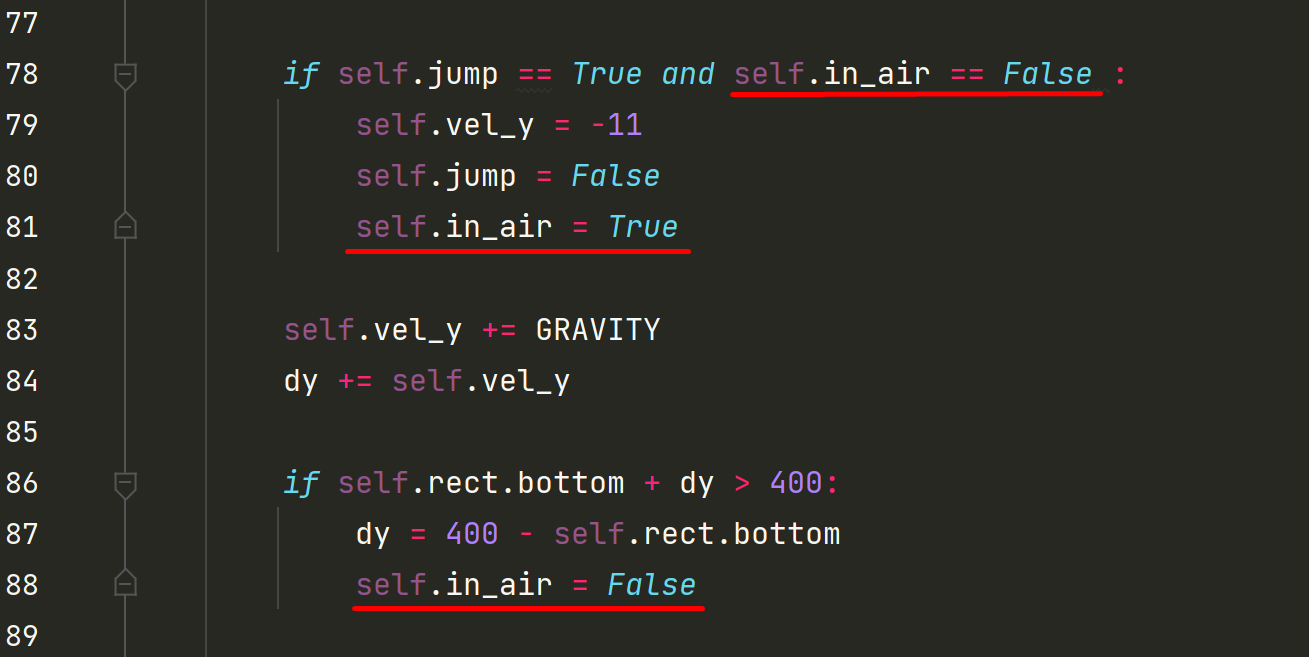 77
78 if self.jump == True and self.in_air == False :
79 self.vel_y = -11
80 self.jump = False
81 self.in_air = True
82
83 self.vel_y += GRAVITY
84 dy += self.vel_y
85
86 if self.rect.bottom + dy > 400:
87 dy = 400 - self.rect.bottom
88 self.in_air = False
89